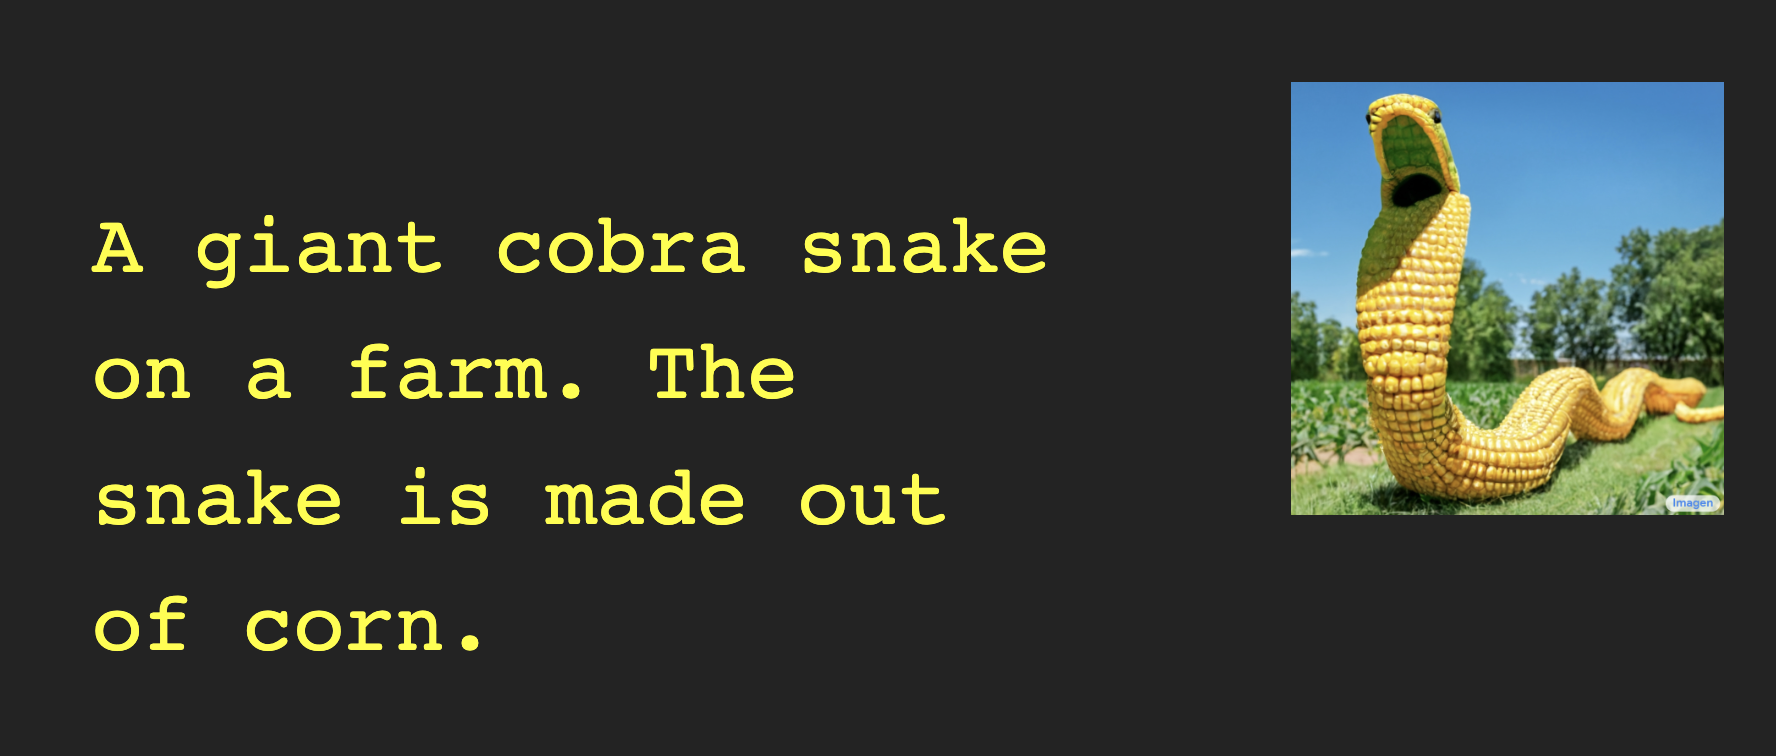 A giant cobra snake
on a farm. The
snake is made out
of corn.
Imagen